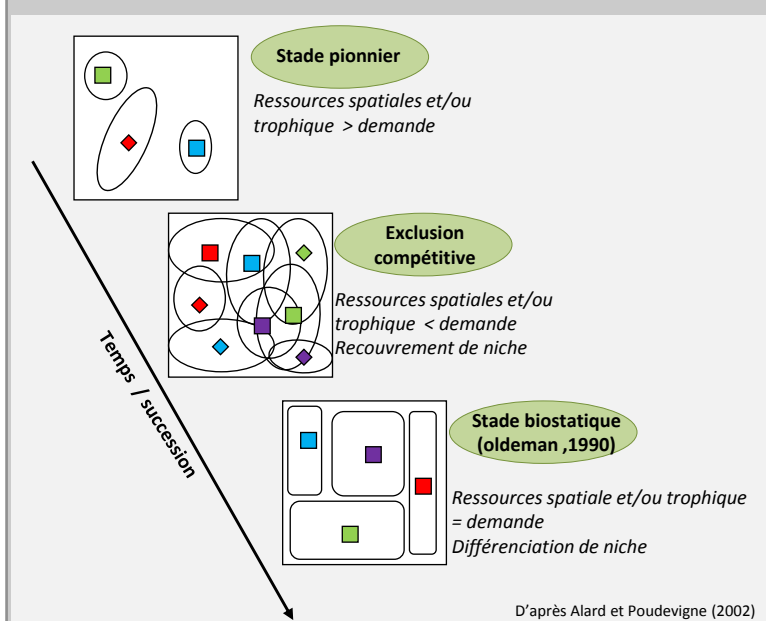 Stade pionnier
Ressources spatiales et/ou
trophique > demande
Exclusion
compétitive
Ressources spatiales et/ou
trophique < demande
Recouvrement de niche
Temps / succession
Stade biostatique
(oldeman ,1990)
Ressources spatiale et/ou trophique
= demande
Différenciation de niche
D'après Alard et Poudevigne (2002)